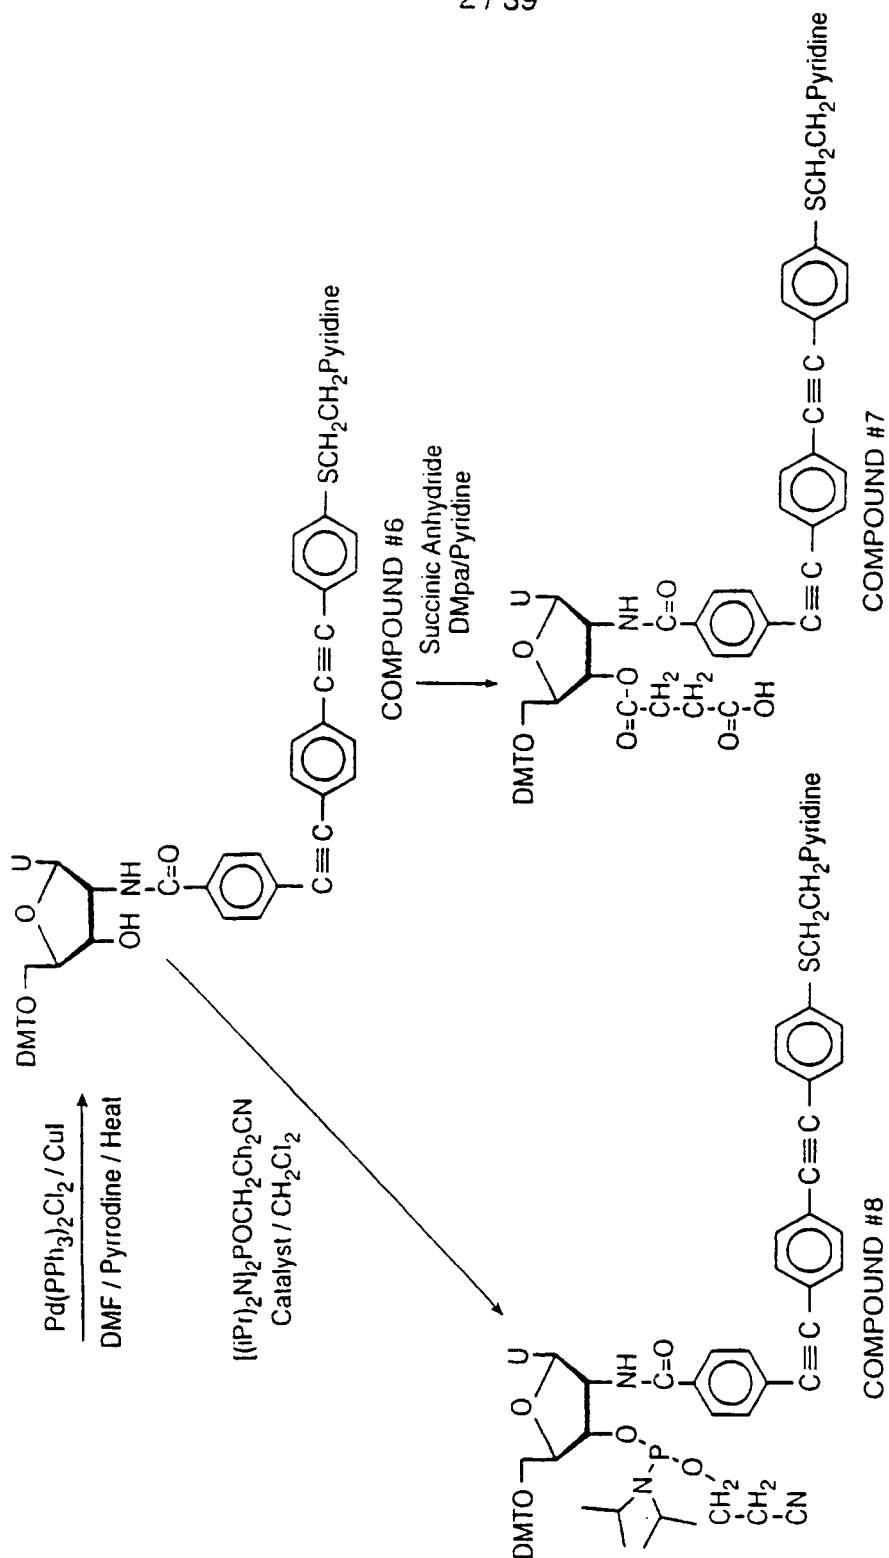 2 / 39
Pd(PPh3)2Cl2 / CuI
DMF / Pyrrodine / Heat
DMTO
O
U
OH
NH
C=O
C≡C
C≡C
SCH2CH2Pyridine
COMPOUND #6
[(iPr)2N]2POCH2Ch2CN
Catalyst / CH2Cl2
Succinic Anhydride
DMpa/Pyridine
DMTO
O
U
O
P
N
O
CH2
CH2
CN
NH
C=O
C≡C
C≡C
SCH2CH2Pyridine
COMPOUND #8
DMTO
O
U
O=C-O
CH2
CH2
O=C-C
OH
NH
C=O
C≡C
C≡C
SCH2CH2Pyridine
COMPOUND #7